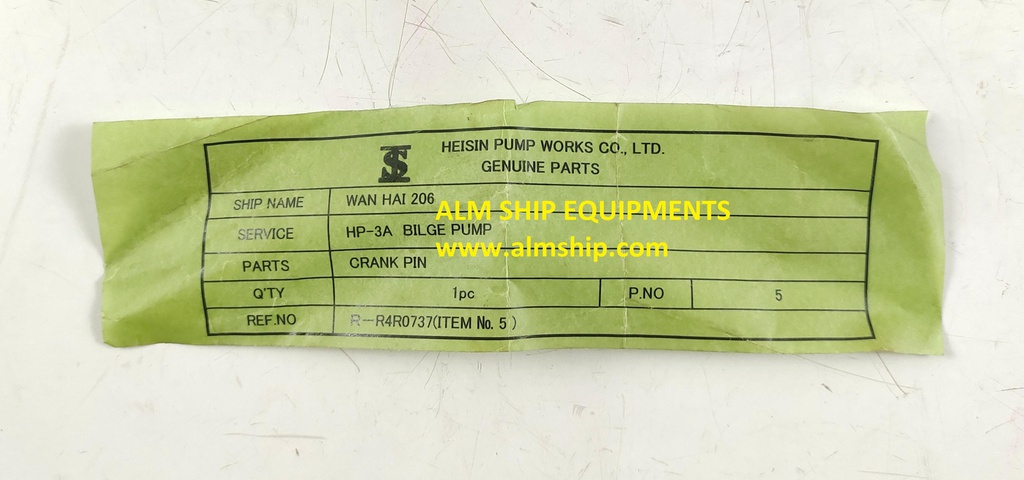 HEISIN PUMP WORKS CO., LTD.
GENUINE PARTS
SHIP NAME WAN HAI 206
ALM SHIP EQUIPMENTS
SERVICE HP-3A BILGE PUMP
www.almship.com
PARTS CRANK PIN
Q'TY 1pc P.NO 5
REF.NO R-R4R0737(ITEM No. 5)